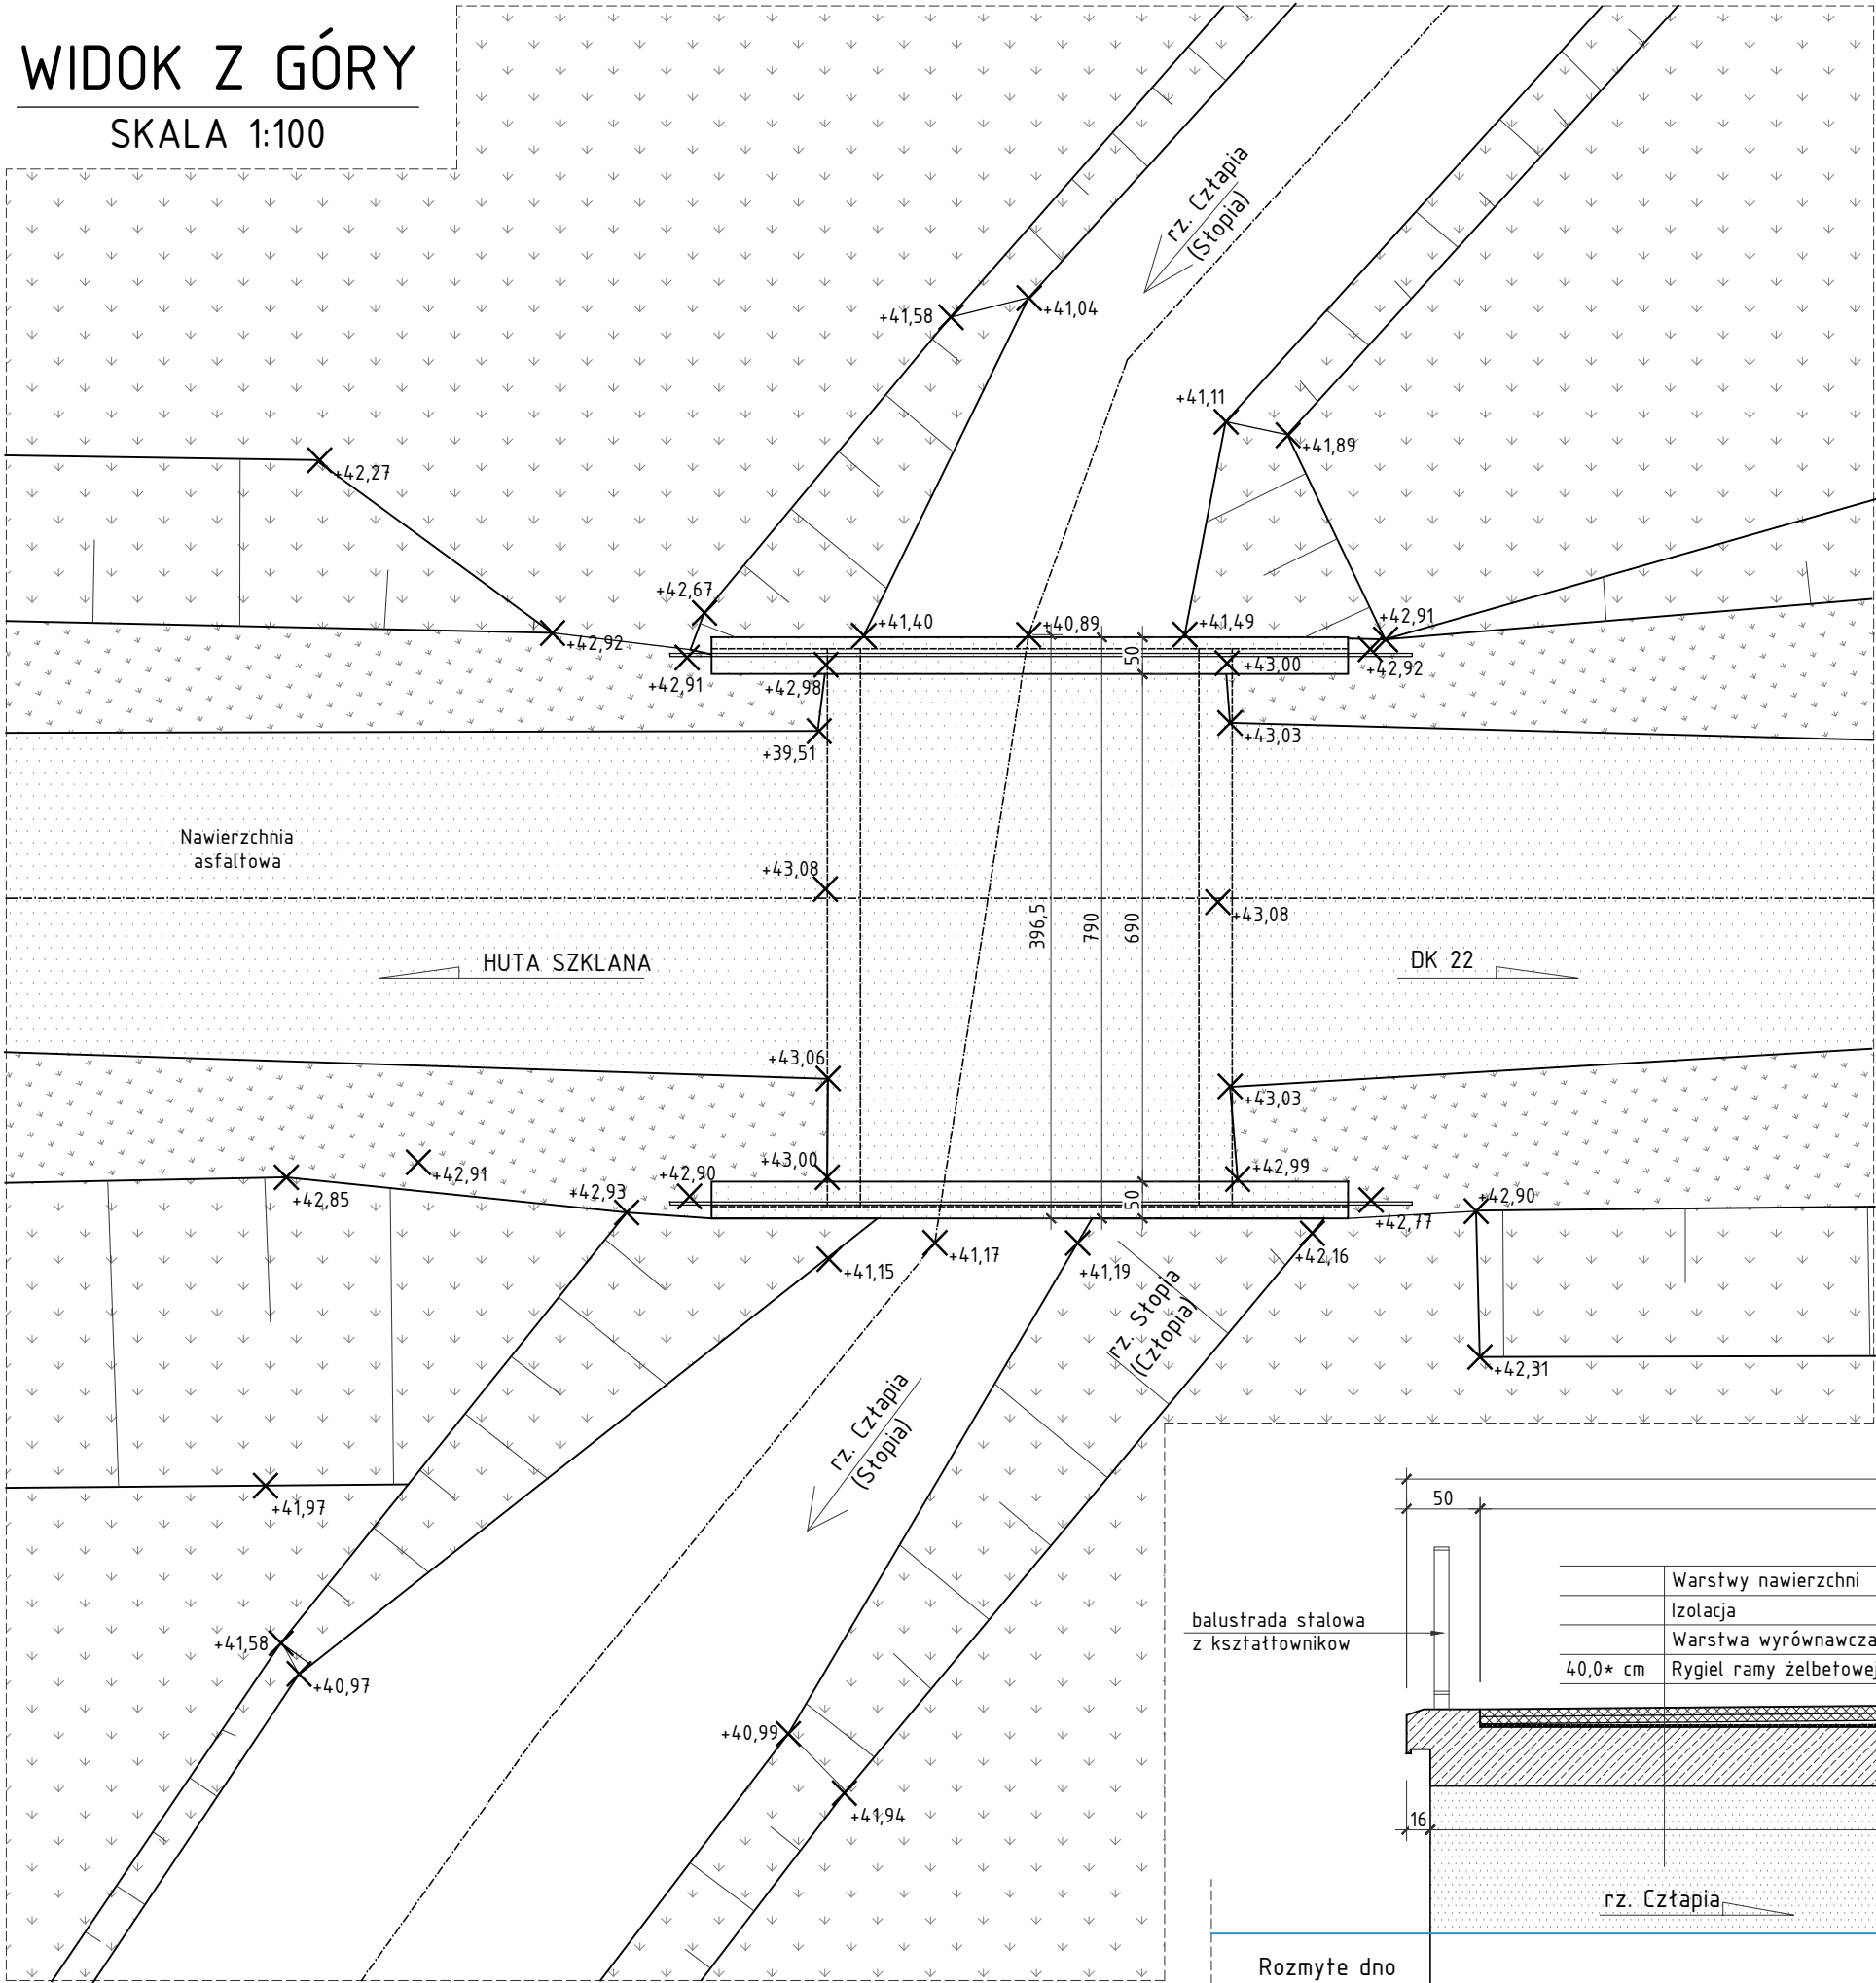 WIDOK Z GÓRY
SKALA 1:100
rz. Człapia
(Słopia)
+41,58
+41,04
+41,11
+41,89
+42,27
+42,67
+42,92
+42,91
+41,40
+40,89
+41,49
+42,91
+42,92
50
+42,98
+43,00
+39,51
+43,03
Nawierzchnia
asfaltowa
+43,08
+43,08
396,5
790
690
HUTA SZKLANA
DK 22
+43,06
+43,03
+43,00
+42,99
+42,91
+42,85
+42,90
+42,93
50
+42,77
+42,90
+41,15
+41,17
+41,19
+42,16
rz. Słopia
(Człopia)
+42,31
rz. Człapia
(Słopia)
+41,97
+41,58
+40,97
+40,99
+41,94
50
balustrada stalowa
z kształtownikow
Warstwy nawierzchni
Izolacja
Warstwa wyrównawcza
40,0* cm Rygiel ramy żelbetowej
16
rz. Człapia
Rozmyte dno